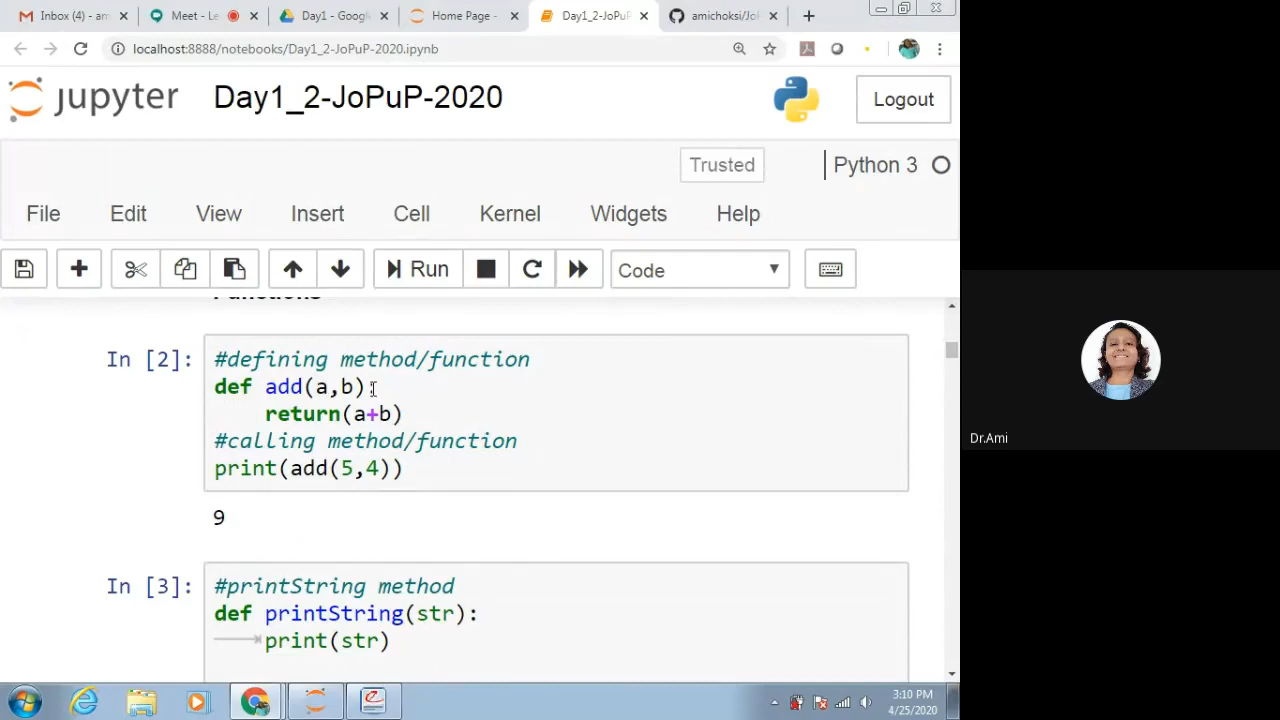 Inbox (4) - am
Meet - Le
Day1 - Google
Home Page -
Day1_2-JoPuP
amichoksi/Jo
localhost:8888/notebooks/Day1_2-JoPuP-2020.ipynb
jupyter
Day1_2-JoPuP-2020
Logout
Trusted
Python 3
File Edit View Insert Cell Kernel Widgets Help
Run
Code
Functions
In [2]:
#defining method/function
def add(a,b):
return(a+b)
#calling method/function
print(add(5,4))
9
In [3]:
#printString method
def printString(str):
print(str)
Dr.Ami
3:10 PM
4/25/2020